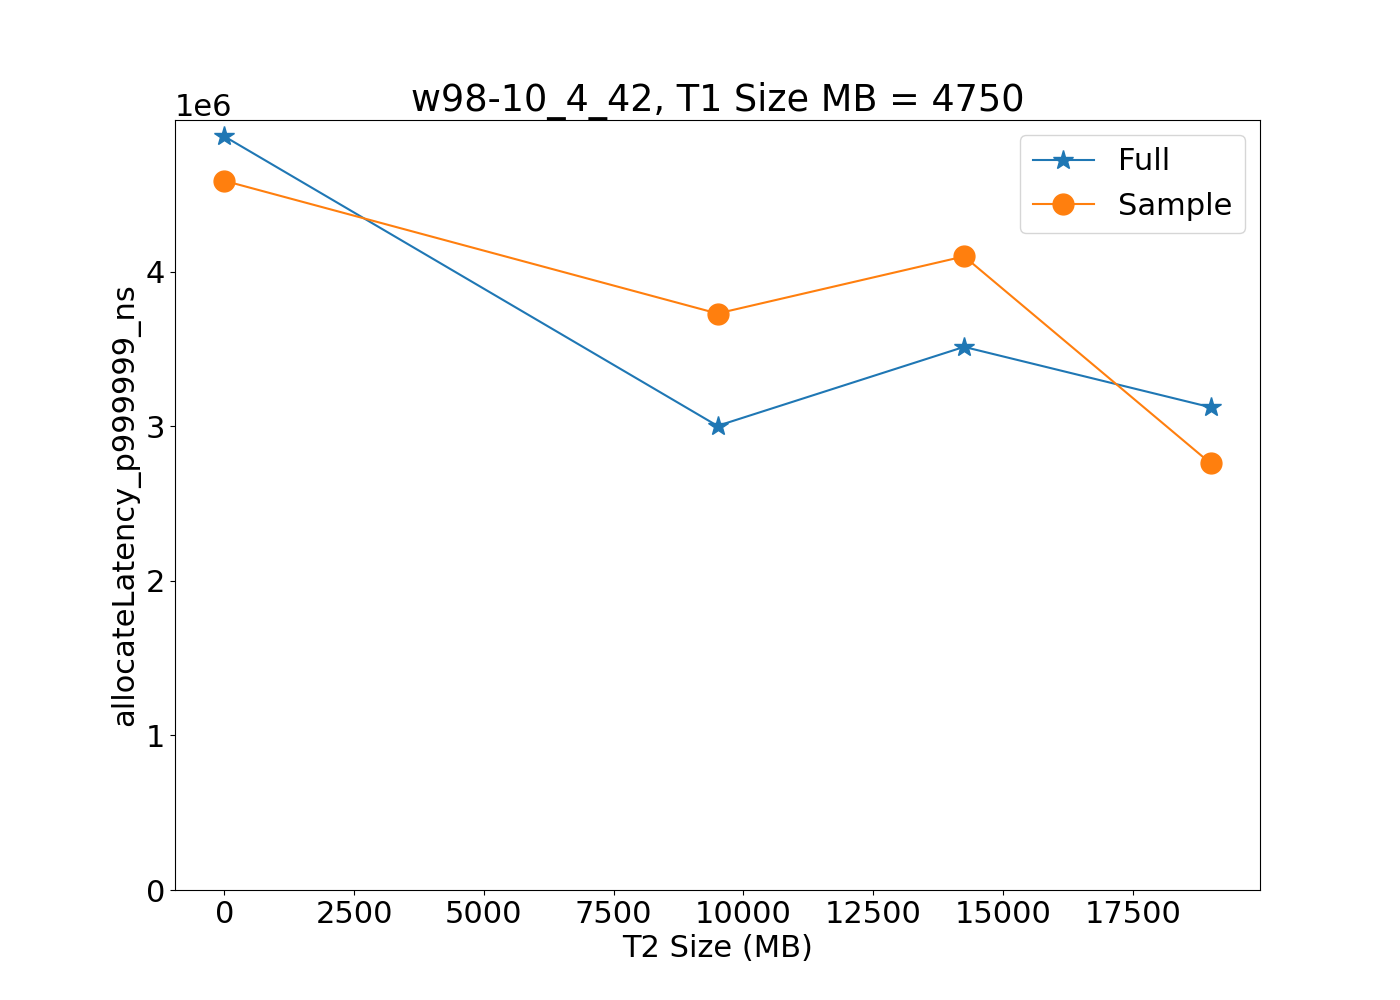 w98-10_4_42, T1 Size MB = 4750
1e6
Full
Sample
4
3
2
1
0
allocateLatency_p999999_ns
0 2500 5000 7500 10000 12500 15000 17500
T2 Size (MB)